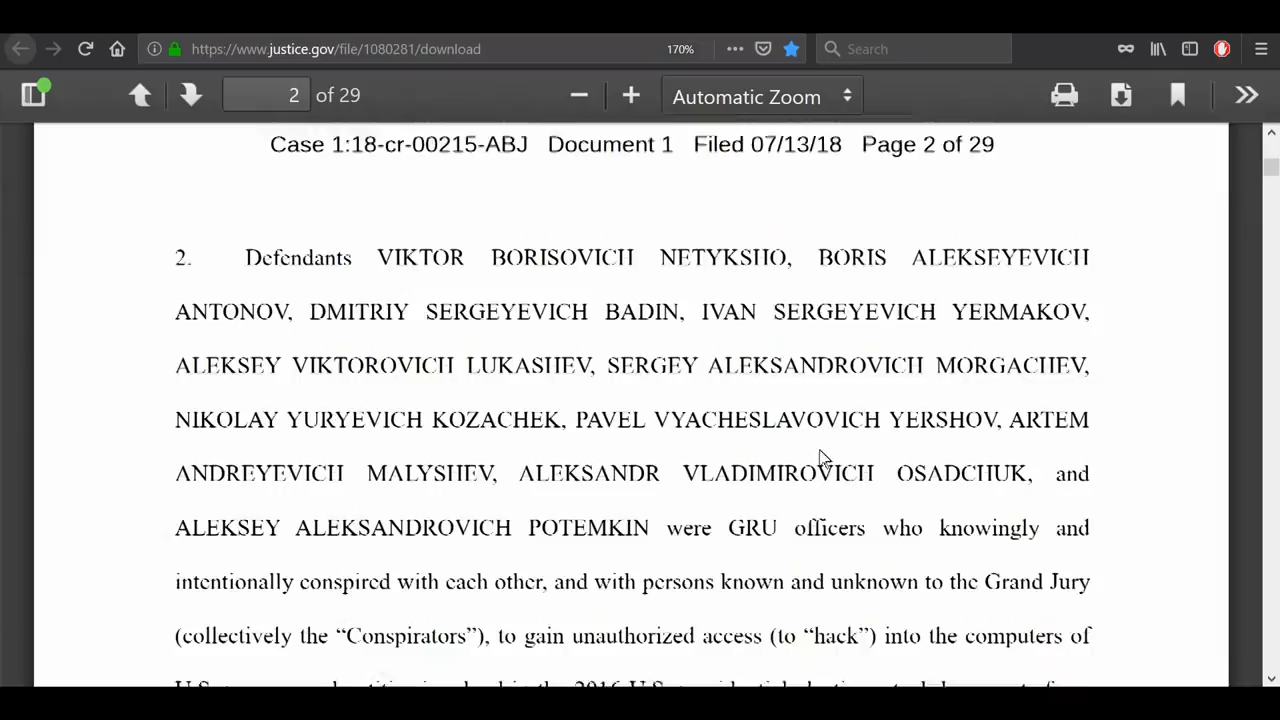 https://www.justice.gov/file/1080281/download
170%
Search
2 of 29
Automatic Zoom
Case 1:18-cr-00215-ABJ Document 1 Filed 07/13/18 Page 2 of 29
2. Defendants VIKTOR BORISOVICH NETYKSHO, BORIS ALEKSEYEVICH
ANTONOV, DMITRIY SERGEYEVICH BADIN, IVAN SERGEYEVICH YERMAKOV,
ALEKSEY VIKTOROVICH LUKASHEV, SERGEY ALEKSANDROVICH MORGACHEV,
NIKOLAY YURYEVICH KOZACHEK, PAVEL VYACHESLAVOVICH YERSHOV, ARTEM
ANDREYEVICH MALYSHEV, ALEKSANDR VLADIMIROVICH OSADCHUK, and
ALEKSEY ALEKSANDROVICH POTEMKIN were GRU officers who knowingly and
intentionally conspired with each other, and with persons known and unknown to the Grand Jury
(collectively the “Conspirators”), to gain unauthorized access (to “hack”) into the computers of